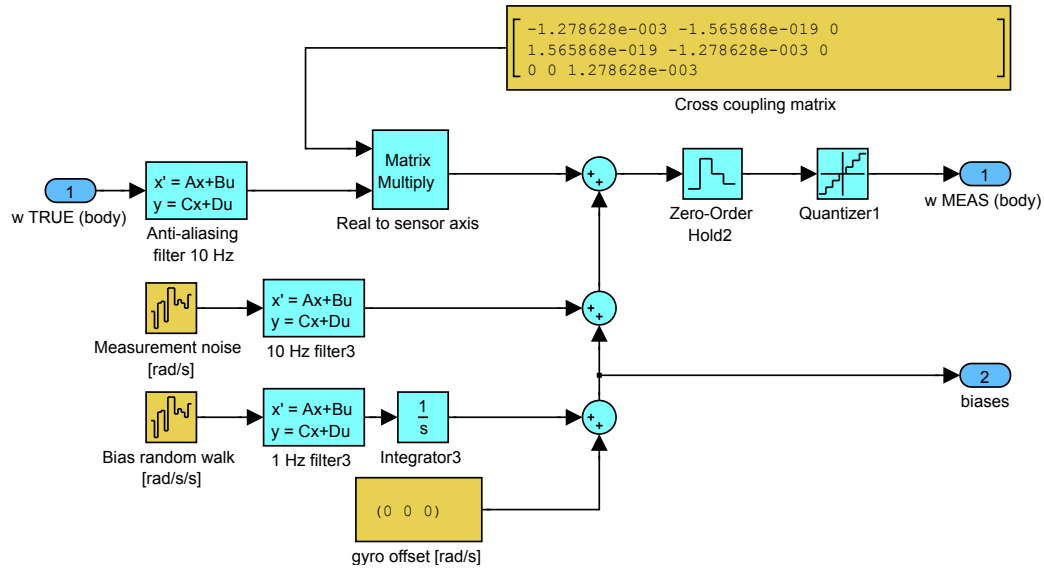 -1.278628e-003 -1.565868e-019 0
1.565868e-019 -1.278628e-003 0
0 0 1.278628e-003
Cross coupling matrix
1
w TRUE (body)
x' = Ax+Bu
y = Cx+Du
Anti-aliasing
filter 10 Hz
Matrix
Multiply
Real to sensor axis
+
+
Zero-Order
Hold2
Quantizer1
1
w MEAS (body)
Measurement noise
[rad/s]
x' = Ax+Bu
y = Cx+Du
10 Hz filter3
+
+
2
biases
Bias random walk
[rad/s/s]
x' = Ax+Bu
y = Cx+Du
1 Hz filter3
1
s
Integrator3
+
+
(0 0 0)
gyro offset [rad/s]